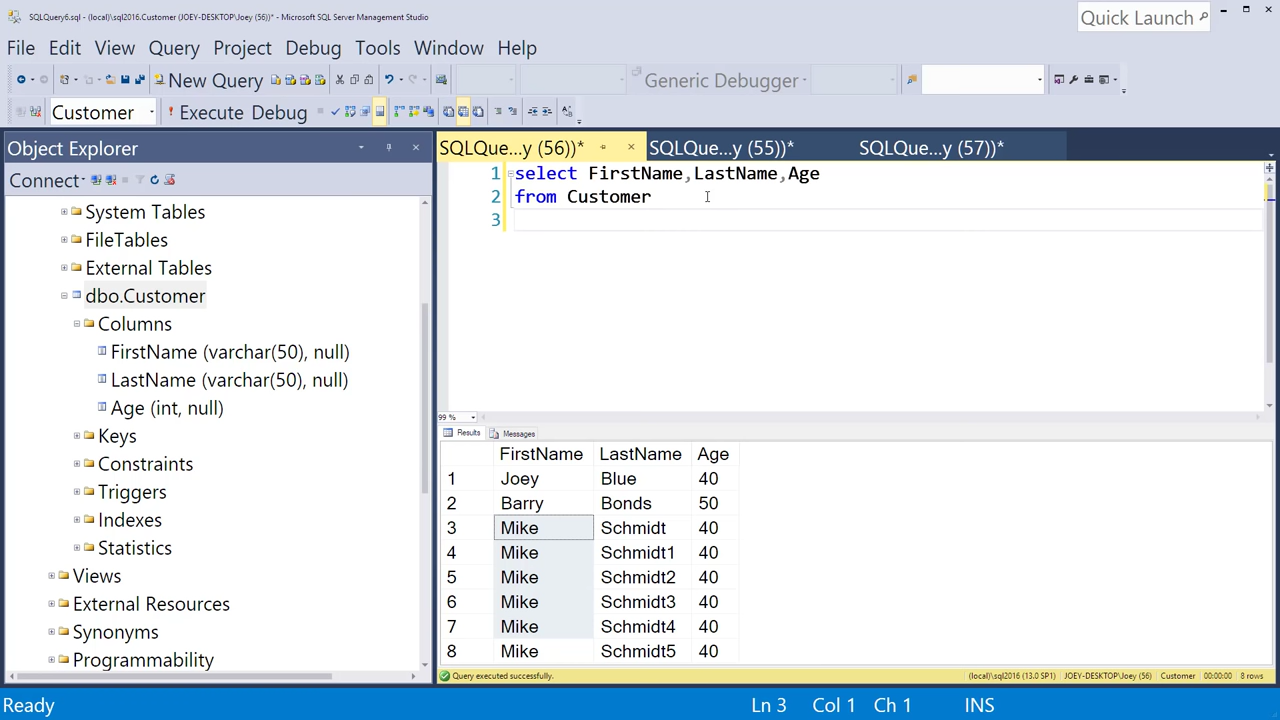 SQLQuery6.sql - (local)\sql2016.Customer (JOEY-DESKTOP\Joey (56))* - Microsoft SQL Server Management Studio
Quick Launch
File Edit View Query Project Debug Tools Window Help
New Query Generic Debugger
Customer Execute Debug
Object Explorer
Connect
System Tables
FileTables
External Tables
dbo.Customer
Columns
FirstName (varchar(50), null)
LastName (varchar(50), null)
Age (int, null)
Keys
Constraints
Triggers
Indexes
Statistics
Views
External Resources
Synonyms
Programmability
SQLQue...y (56))* SQLQue...y (55))* SQLQue...y (57))*
1 select FirstName,LastName,Age
2 from Customer
3
99 %
Results Messages
FirstName LastName Age
1 Joey Blue 40
2 Barry Bonds 50
3 Mike Schmidt 40
4 Mike Schmidt1 40
5 Mike Schmidt2 40
6 Mike Schmidt3 40
7 Mike Schmidt4 40
8 Mike Schmidt5 40
Query executed successfully. (local)\sql2016 (13.0 SP1) JOEY-DESKTOP\Joey (56) Customer 00:00:00 8 rows
Ready Ln 3 Col 1 Ch 1 INS